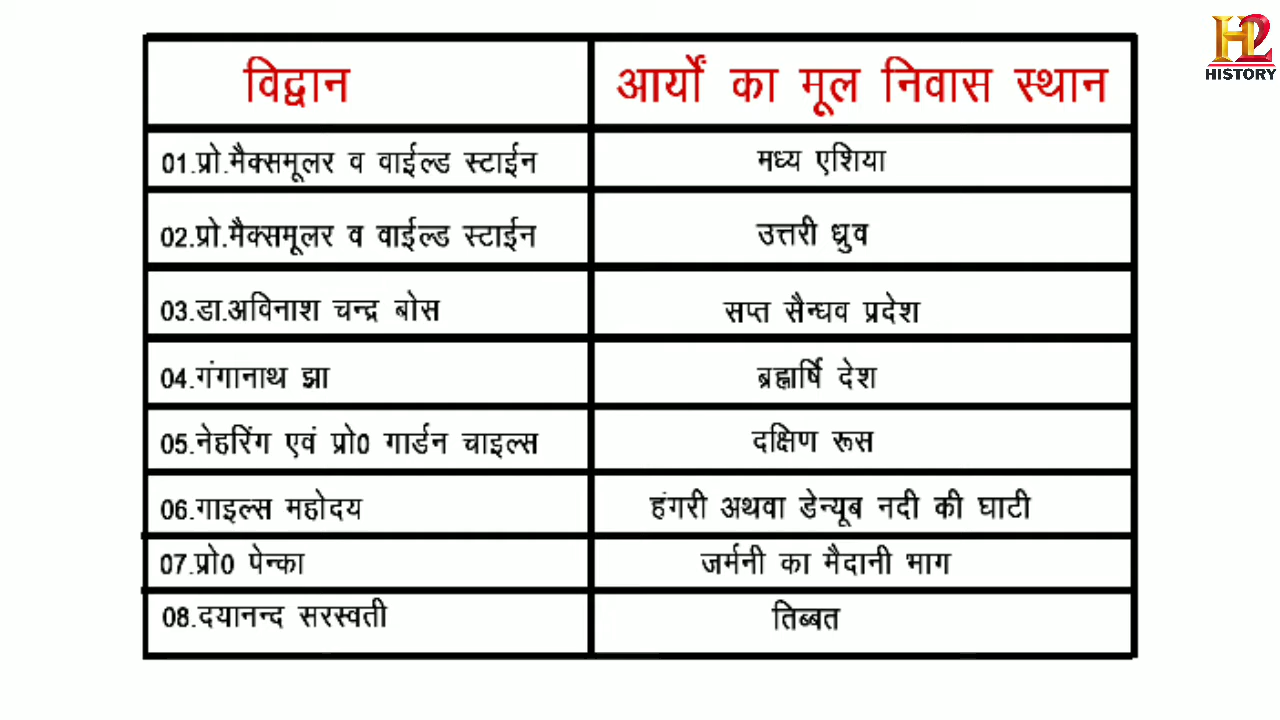 H2
HISTORY
विद्वान आर्यों का मूल निवास स्थान
01.प्रो.मैक्समूलर व वाईल्ड स्टाईन मध्य एशिया
02.प्रो.मैक्समूलर व वाईल्ड स्टाईन उत्तरी ध्रुव
03.डा.अविनाश चन्द्र बोस सप्त सैन्धव प्रदेश
04.गंगानाथ झा ब्रह्नार्षि देश
05.नेहरिंग एवं प्रो0 गार्डन चाइल्स दक्षिण रूस
06.गाइल्स महोदय हंगरी अथवा डेन्यूब नदी की घाटी
07.प्रो0 पेन्का जर्मनी का मैदानी भाग
08.दयानन्द सरस्वती तिब्बत